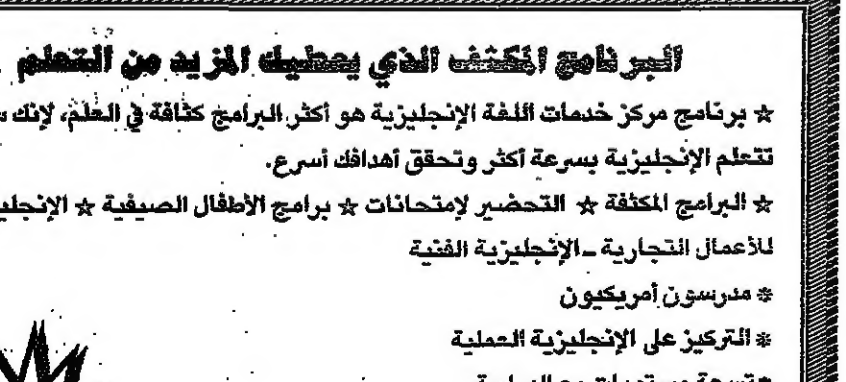 البرنامج المكثف الذي يعطيك المزيد من التعلم
☆ برنامج مركز خدمات اللغة الإنجليزية هو أكثر البرامج كثافة في العلم، لإنك
تتعلم الإنجليزية بسرعة أكثر وتحقق أهدافك أسرع.
☆ البرامج المكثفة ☆ التحضير لإمتحانات ☆ برامج الأطفال الصيفية ☆
للأعمال التجارية ـ الإنجليزية الفنية
* مدرسون أمريكيون
* التركيز على الإنجليزية العملية